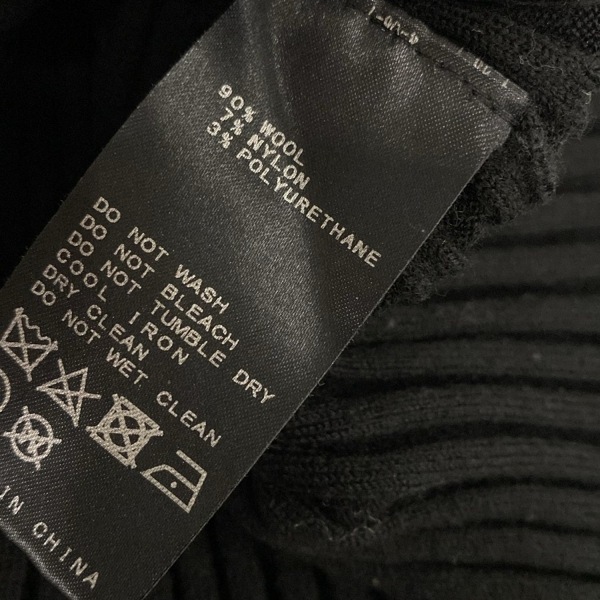 90% WOOL
7% NYLON
3% POLYURETHANE
DO NOT WASH
DO NOT BLEACH
DO NOT TUMBLE DRY
COOL IRON
DRY CLEAN
DO NOT WET CLEAN
IN CHINA